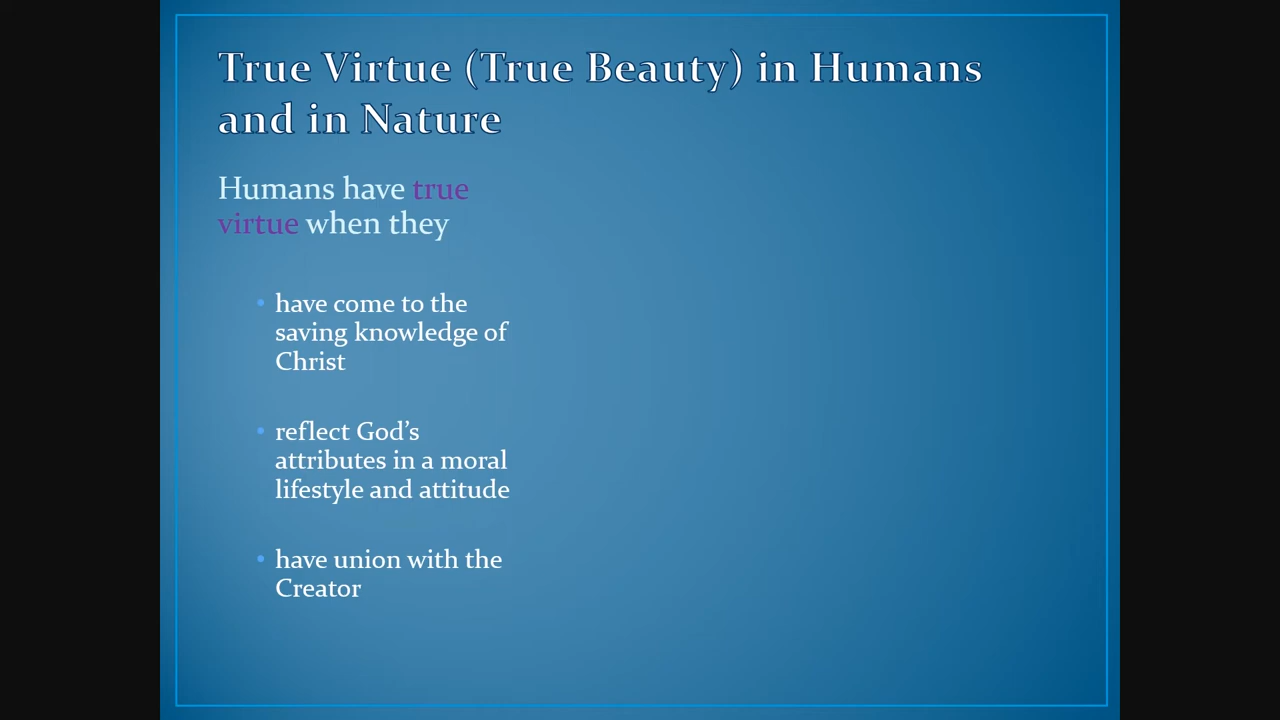 True Virtue (True Beauty) in Humans
and in Nature
Humans have true
virtue when they
• have come to the
saving knowledge of
Christ
• reflect God’s
attributes in a moral
lifestyle and attitude
• have union with the
Creator